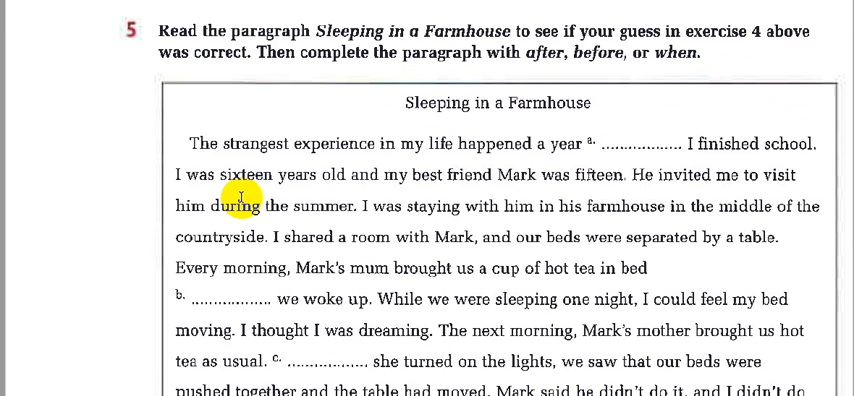 5 Read the paragraph Sleeping in a Farmhouse to see if your guess in exercise 4 above
was correct. Then complete the paragraph with after, before, or when.
Sleeping in a Farmhouse
The strangest experience in my life happened a year a. .................. I finished school.
I was sixteen years old and my best friend Mark was fifteen. He invited me to visit
him during the summer. I was staying with him in his farmhouse in the middle of the
countryside. I shared a room with Mark, and our beds were separated by a table.
Every morning, Mark's mum brought us a cup of hot tea in bed
b. .................. we woke up. While we were sleeping one night, I could feel my bed
moving. I thought I was dreaming. The next morning, Mark's mother brought us hot
tea as usual. c. .................. she turned on the lights, we saw that our beds were
pushed together and the table had moved. Mark said he didn't do it, and I didn't do